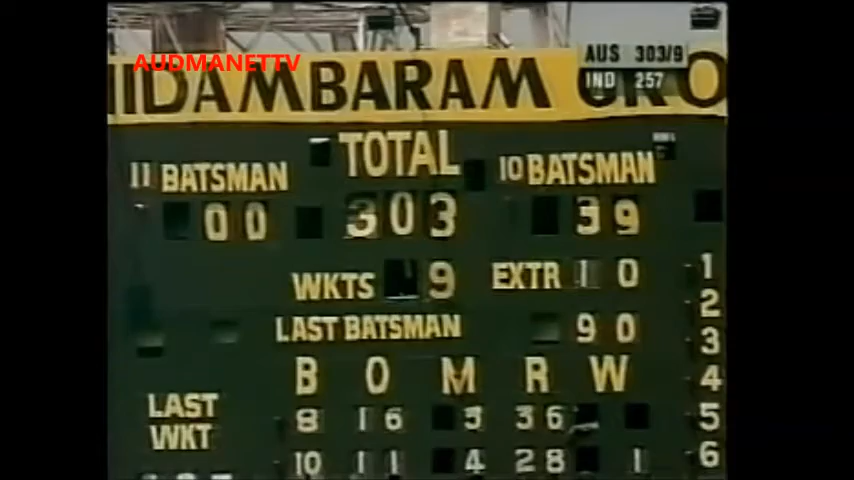 AUDMANETTV
AUS 303/9
IND 257
IDAMBARAM
TOTAL
11 BATSMAN
10 BATSMAN
00 303 39
WKTS 9 EXTR 10
1
2
LAST BATSMAN 90
3
B O M R W
4
LAST
WKT
8 16 3 36
5
10 11 4 28 1
6